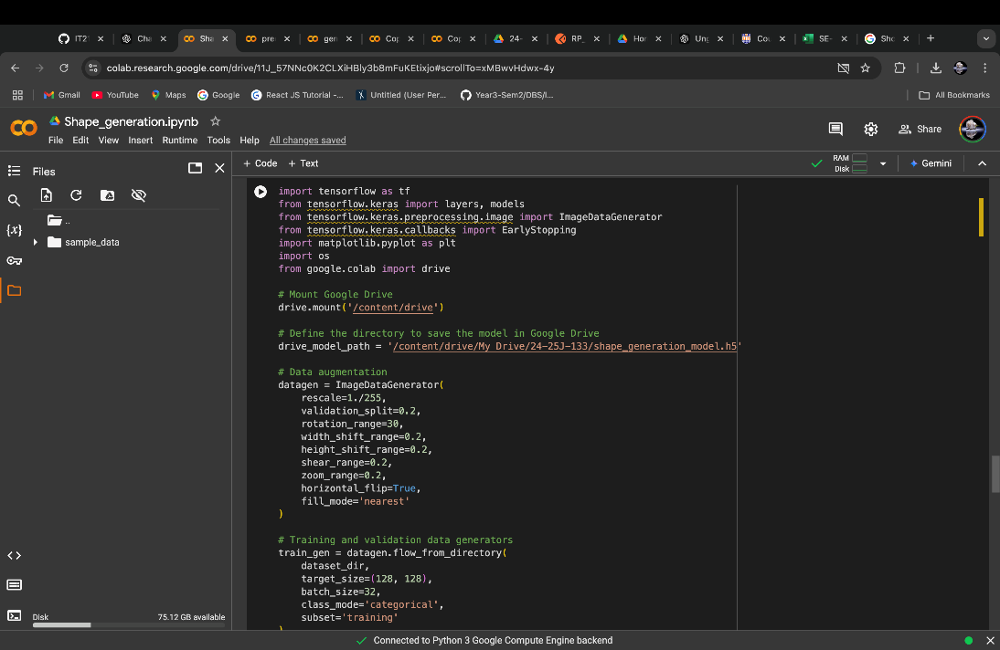 IT2
Cha
Sha
pre
gen
Cop
Cop
24-
RP_
Hor
Ung
Cou
SE-
Sho
colab.research.google.com/drive/11J_57NNc0K2CLXiHBly3b8mFuKEtixjo#scrollTo=xMBwvHdwx-4y
Gmail YouTube Maps Google React JS Tutorial -... Untitled (User Per... Year3-Sem2/DBS/l... All Bookmarks
Shape_generation.ipynb
File Edit View Insert Runtime Tools Help All changes saved
Share
Files
+ Code + Text
RAM
Disk
Gemini
..
sample_data
import tensorflow as tf
from tensorflow.keras import layers, models
from tensorflow.keras.preprocessing.image import ImageDataGenerator
from tensorflow.keras.callbacks import EarlyStopping
import matplotlib.pyplot as plt
import os
from google.colab import drive
# Mount Google Drive
drive.mount('/content/drive')
# Define the directory to save the model in Google Drive
drive_model_path = '/content/drive/My Drive/24-25J-133/shape_generation_model.h5'
# Data augmentation
datagen = ImageDataGenerator(
rescale=1./255,
validation_split=0.2,
rotation_range=30,
width_shift_range=0.2,
height_shift_range=0.2,
shear_range=0.2,
zoom_range=0.2,
horizontal_flip=True,
fill_mode='nearest'
)
# Training and validation data generators
train_gen = datagen.flow_from_directory(
dataset_dir,
target_size=(128, 128),
batch_size=32,
class_mode='categorical',
subset='training'
)
Disk 75.12 GB available
Connected to Python 3 Google Compute Engine backend